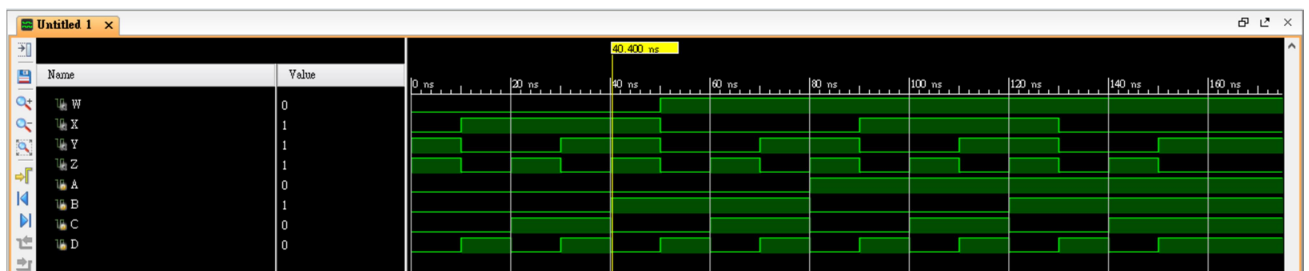 Untitled 1
40.400 ns
Name Value
0 ns 20 ns 40 ns 60 ns 80 ns 100 ns 120 ns 140 ns 160 ns
W 0
X 1
Y 1
Z 1
A 0
B 1
C 0
D 0